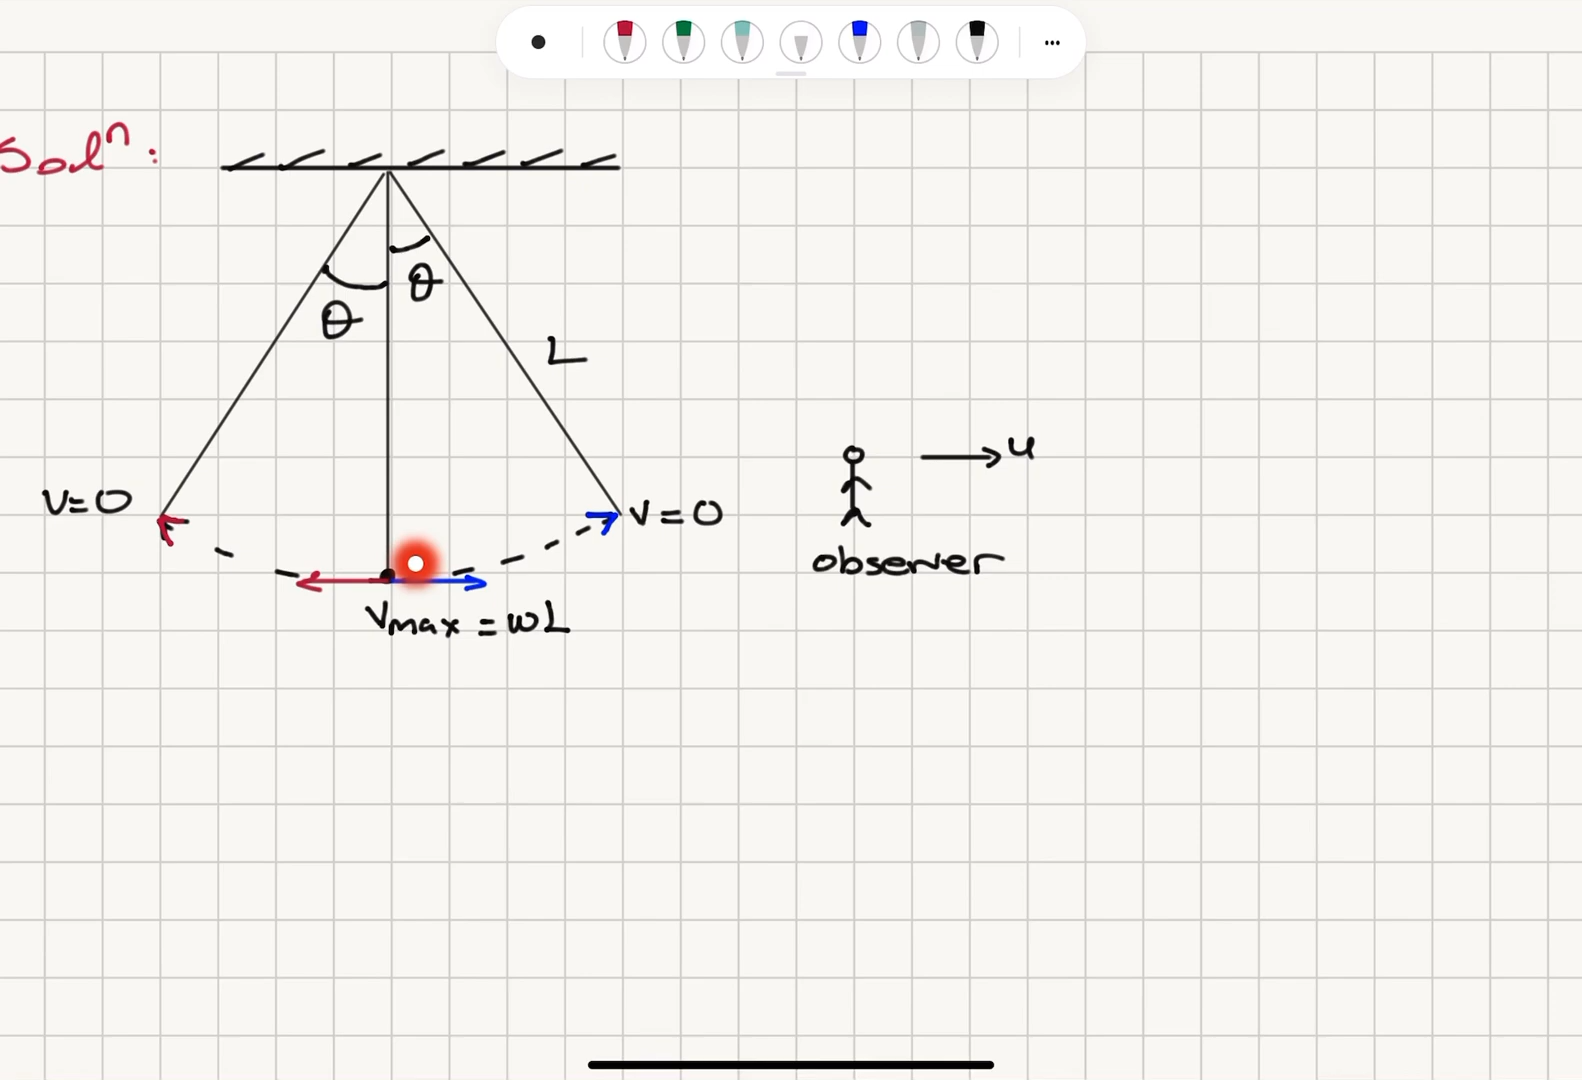 Solⁿ:
θ
θ
L
u
V=0
V=0
observer
Vmax = ωL